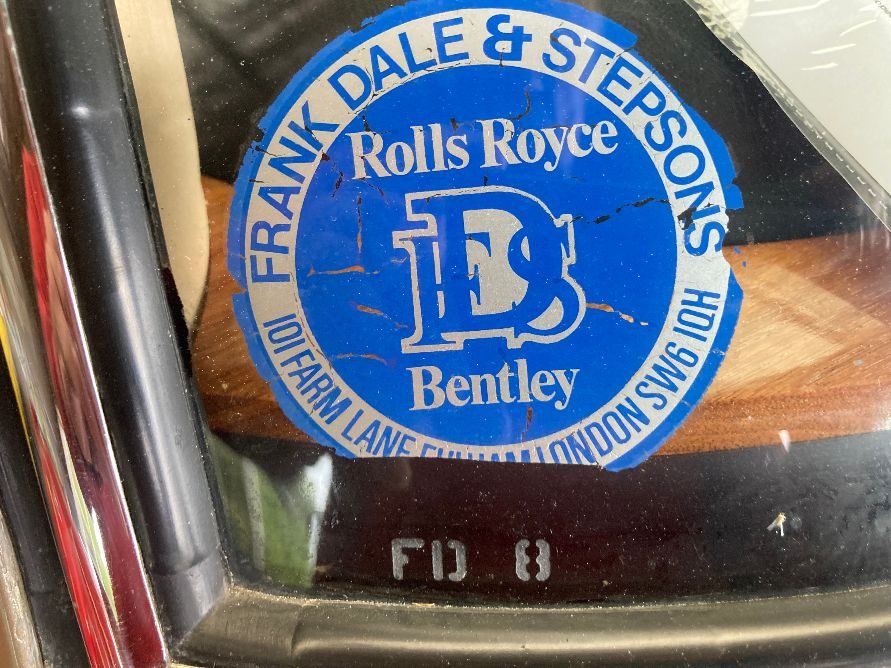 FRANK DALE & STEPSONS
Rolls Royce
FDS
Bentley
101 FARM LANE LONDON SW6 1QH
FD 8